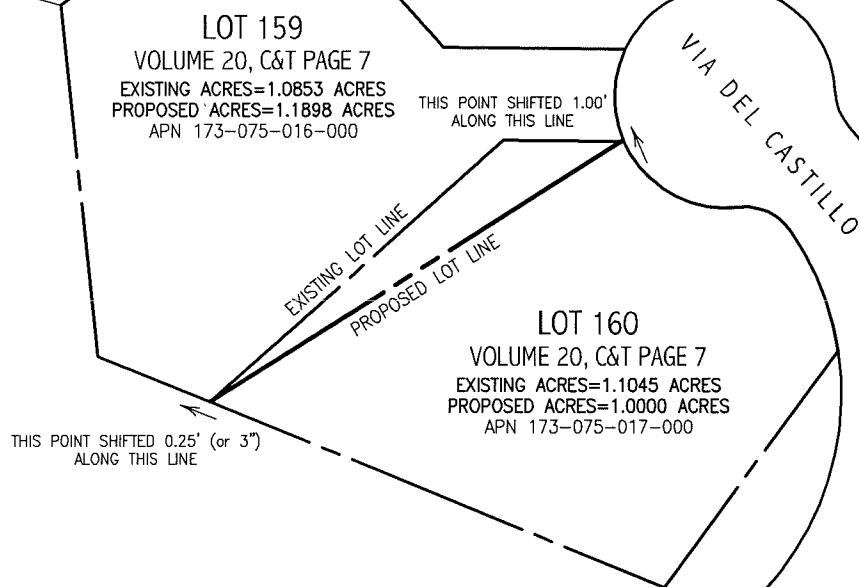 LOT 159
VOLUME 20, C&T PAGE 7
EXISTING ACRES=1.0853 ACRES
PROPOSED ACRES=1.1898 ACRES
APN 173-075-016-000
THIS POINT SHIFTED 1.00'
ALONG THIS LINE
VIA DEL CASTILLO
EXISTING LOT LINE
PROPOSED LOT LINE
LOT 160
VOLUME 20, C&T PAGE 7
EXISTING ACRES=1.1045 ACRES
PROPOSED ACRES=1.0000 ACRES
APN 173-075-017-000
THIS POINT SHIFTED 0.25' (or 3")
ALONG THIS LINE